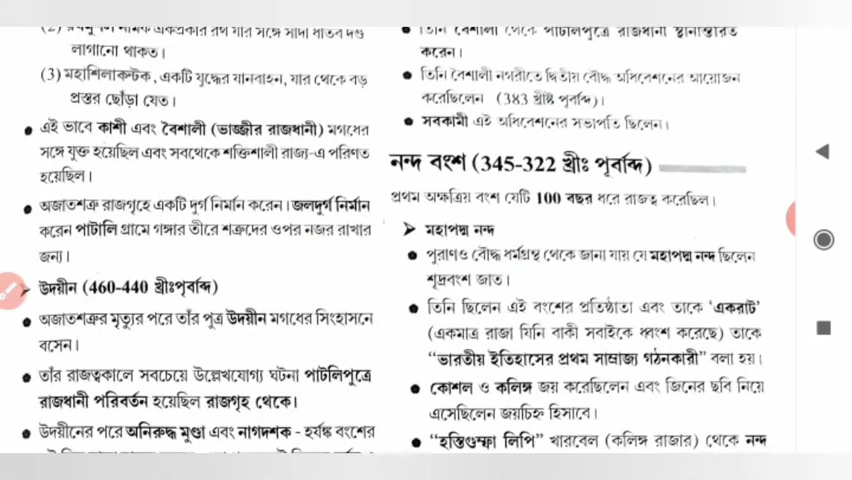 লাগানো থাকত।
(3) মহাশিলাকন্টক, একটি যুদ্ধের যানবাহন, যার থেকে বড়
প্রস্তর ছোঁড়া যেত।
● এই ভাবে কাশী এবং বৈশালী (ভাজ্জীর রাজধানী) মগধের
সঙ্গে যুক্ত হয়েছিল এবং সবথেকে শক্তিশালী রাজ্য-এ পরিণত
হয়েছিল।
● অজাতশত্রু রাজগৃহে একটি দুর্গ নির্মান করেন। জলদুর্গ নির্মান
করেন পাটালি গ্রামে গঙ্গার তীরে শত্রুদের ওপর নজর রাখার
জন্য।
➤ উদয়ীন (460-440 খ্রীঃপূর্বাব্দ)
● অজাতশত্রুর মৃত্যুর পরে তাঁর পুত্র উদয়ীন মগধের সিংহাসনে
বসেন।
● তাঁর রাজত্বকালে সবচেয়ে উল্লেখযোগ্য ঘটনা পাটলিপুত্রে
রাজধানী পরিবর্তন হয়েছিল রাজগৃহ থেকে।
● উদয়ীনের পরে অনিরুদ্ধ মুণ্ডা এবং নাগদশক - হর্যঙ্ক বংশের
● তিনি বৈশালী থেকে পাটলিপুত্রে রাজধানী স্থানান্তরিত
করেন।
● তিনি বৈশালী নগরীতে দ্বিতীয় বৌদ্ধ অধিবেশনের আয়োজন
করেছিলেন (383 খ্রীষ্ট পূর্বাব্দ)।
● সবকামী এই অধিবেশনের সভাপতি ছিলেন।
নন্দ বংশ (345-322 খ্রীঃ পূর্বাব্দ)
প্রথম অক্ষত্রিয় বংশ যেটি 100 বছর ধরে রাজত্ব করেছিল।
➤ মহাপদ্ম নন্দ
● পুরাণও বৌদ্ধ ধর্মগ্রন্থ থেকে জানা যায় যে মহাপদ্ম নন্দ ছিলেন
শূদ্রবংশ জাত।
● তিনি ছিলেন এই বংশের প্রতিষ্ঠাতা এবং তাকে 'একরাট'
(একমাত্র রাজা যিনি বাকী সবাইকে ধ্বংশ করেছে) তাকে
"ভারতীয় ইতিহাসের প্রথম সাম্রাজ্য গঠনকারী" বলা হয়।
● কোশল ও কলিঙ্গ জয় করেছিলেন এবং জিনের ছবি নিয়ে
এসেছিলেন জয়চিহ্ন হিসাবে।
● "হস্তিগুম্ফা লিপি" খারবেল (কলিঙ্গ রাজার) থেকে নন্দ